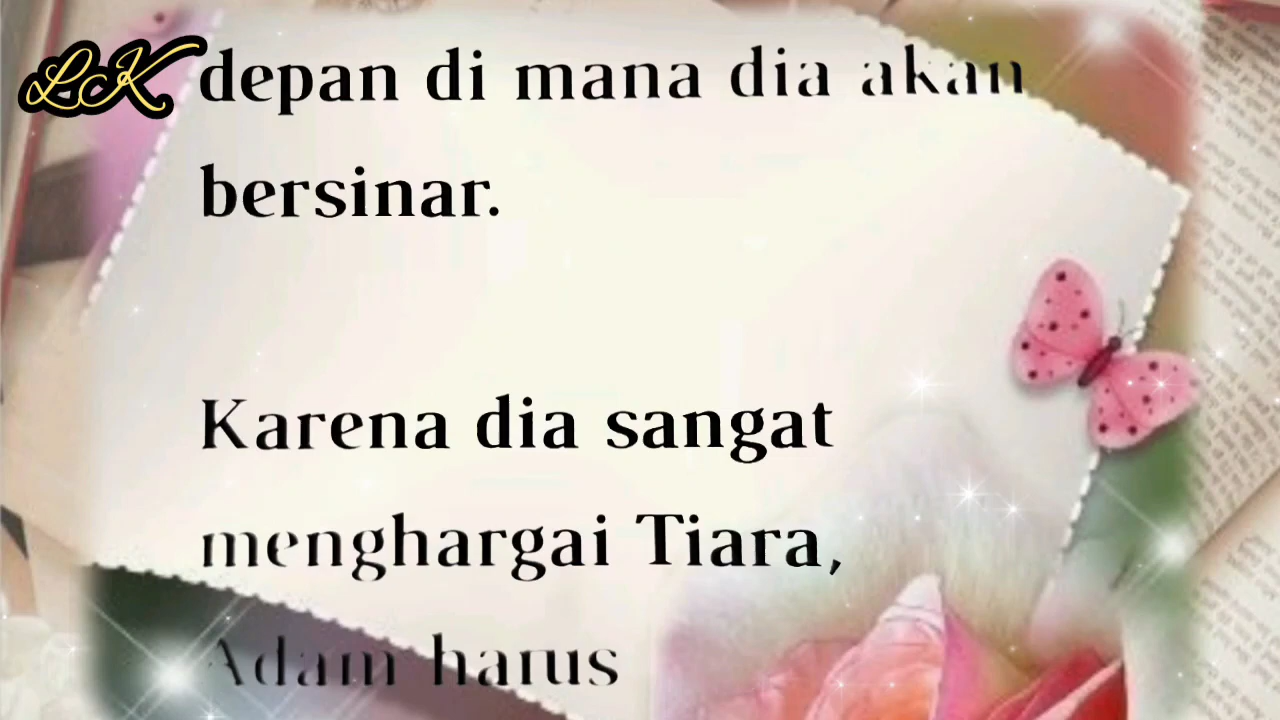 LK
depan di mana dia akan
bersinar.
Karena dia sangat
menghargai Tiara,
Adam harus